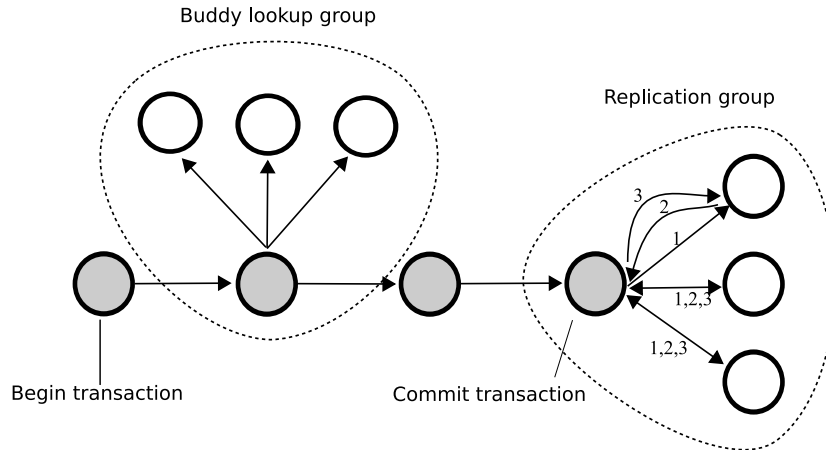 Buddy lookup group
Replication group
3
2
1
1,2,3
1,2,3
Begin transaction
Commit transaction